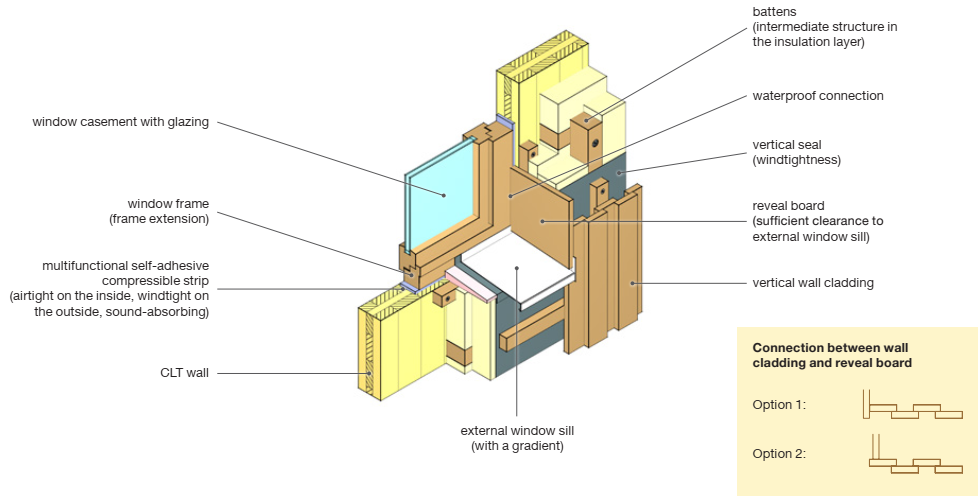 battens
(intermediate structure in
the insulation layer)
waterproof connection
window casement with glazing
vertical seal
(windtightness)
window frame
(frame extension)
reveal board
(sufficient clearance to
external window sill)
multifunctional self-adhesive
compressible strip
(airtight on the inside, windtight on
the outside, sound-absorbing)
vertical wall cladding
CLT wall
external window sill
(with a gradient)
Connection between wall
cladding and reveal board
Option 1:
Option 2: